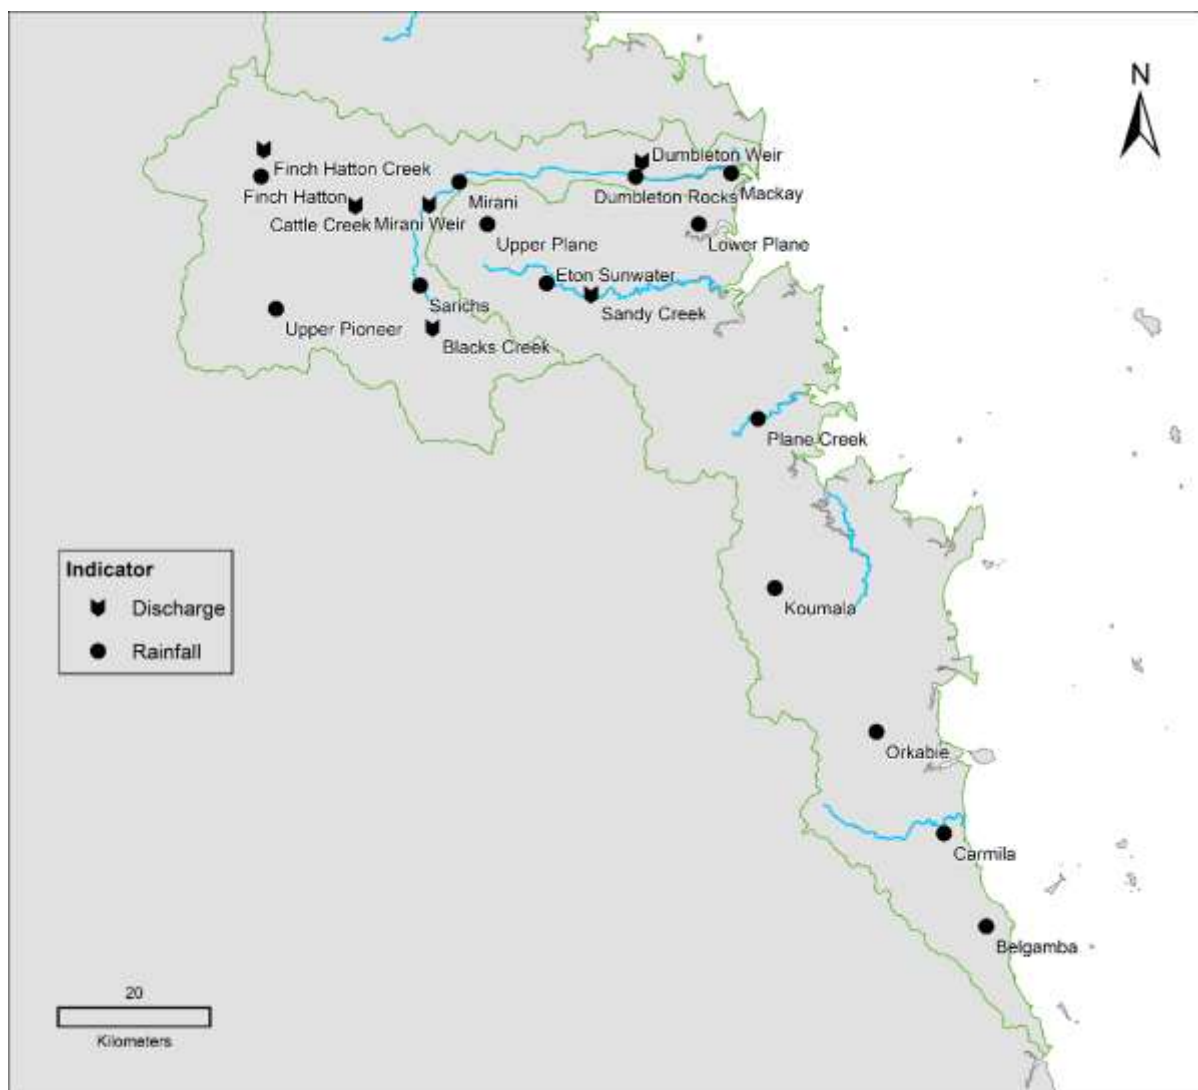 N
Dumbleton Weir
Finch Hatton Creek
Finch Hatton
Cattle Creek
Mirani Weir
Mirani
Dumbleton Rocks
Mackay
Upper Plane
Lower Plane
Eton Sunwater
Sandy Creek
Sarichs
Upper Pioneer
Blacks Creek
Plane Creek
Indicator
Discharge
Rainfall
Koumala
Orkabie
Carmila
Belgamba
20
Kilometers